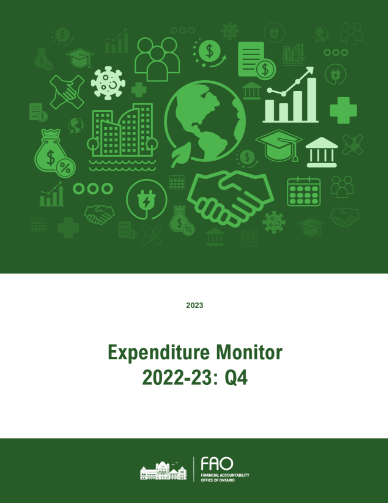 2023
Expenditure Monitor
2022-23: Q4
FAO
FINANCIAL ACCOUNTABILITY
OFFICE OF ONTARIO
$
%
$
$
$
$